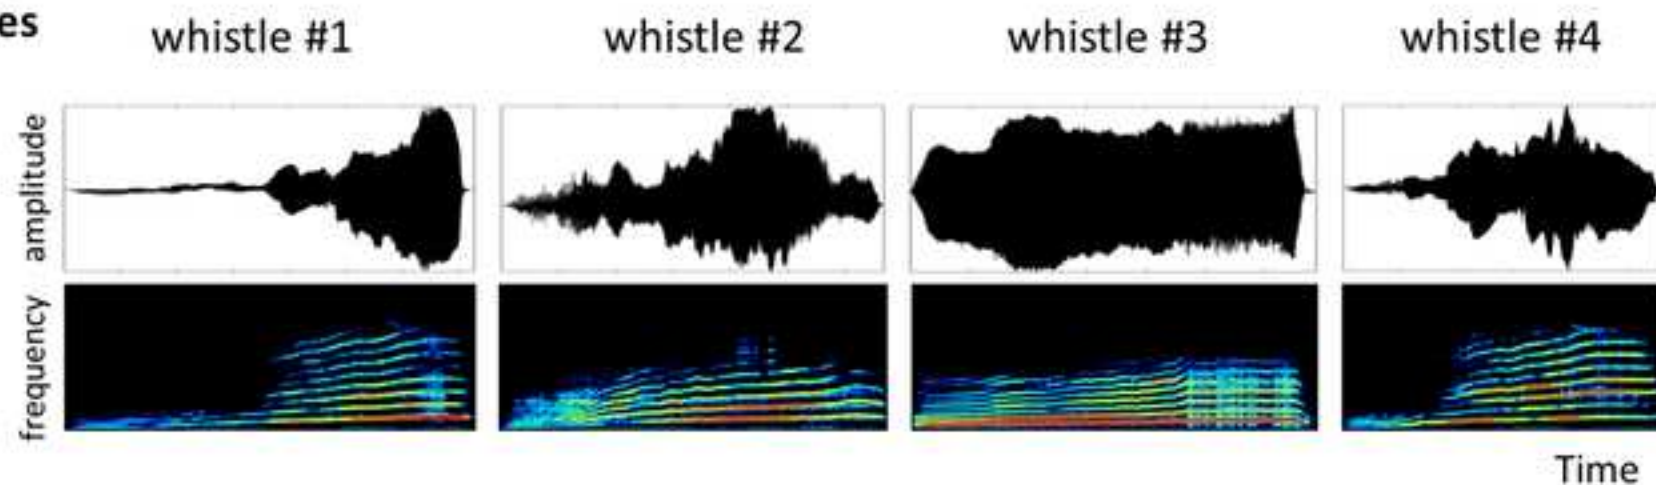 es
whistle #1
whistle #2
whistle #3
whistle #4
amplitude
frequency
Time